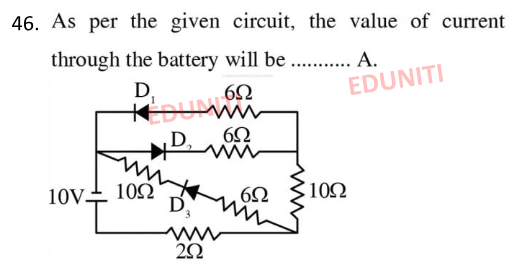 46. As per the given circuit, the value of current
through the battery will be ........... A.
EDUNITI
D₁ 6Ω
EDUNITI
D₂ 6Ω
10V 10Ω D₃ 6Ω 10Ω
2Ω